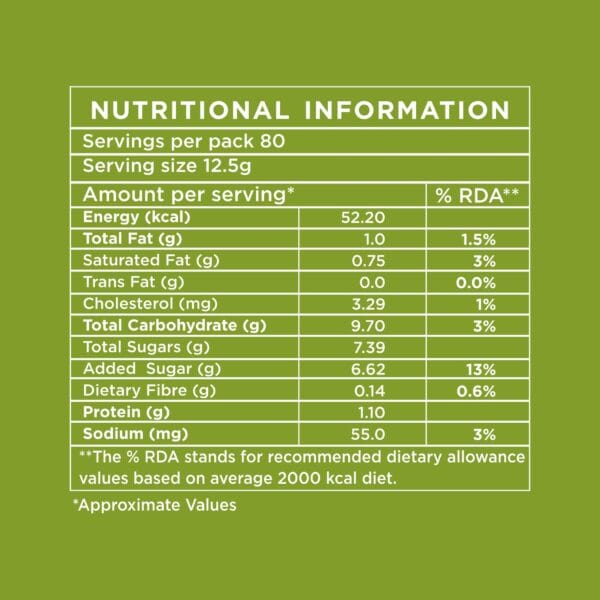 NUTRITIONAL INFORMATION
Servings per pack 80
Serving size 12.5g
Amount per serving* % RDA**
Energy (kcal) 52.20
Total Fat (g) 1.0 1.5%
Saturated Fat (g) 0.75 3%
Trans Fat (g) 0.0 0.0%
Cholesterol (mg) 3.29 1%
Total Carbohydrate (g) 9.70 3%
Total Sugars (g) 7.39
Added Sugar (g) 6.62 13%
Dietary Fibre (g) 0.14 0.6%
Protein (g) 1.10
Sodium (mg) 55.0 3%
**The % RDA stands for recommended dietary allowance
values based on average 2000 kcal diet.
*Approximate Values